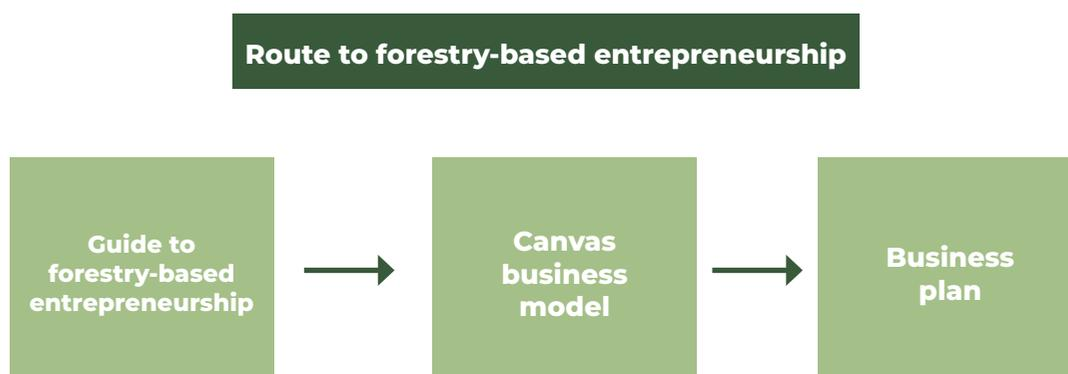 Route to forestry-based entrepreneurship
Guide to
forestry-based
entrepreneurship
Canvas
business
model
Business
plan